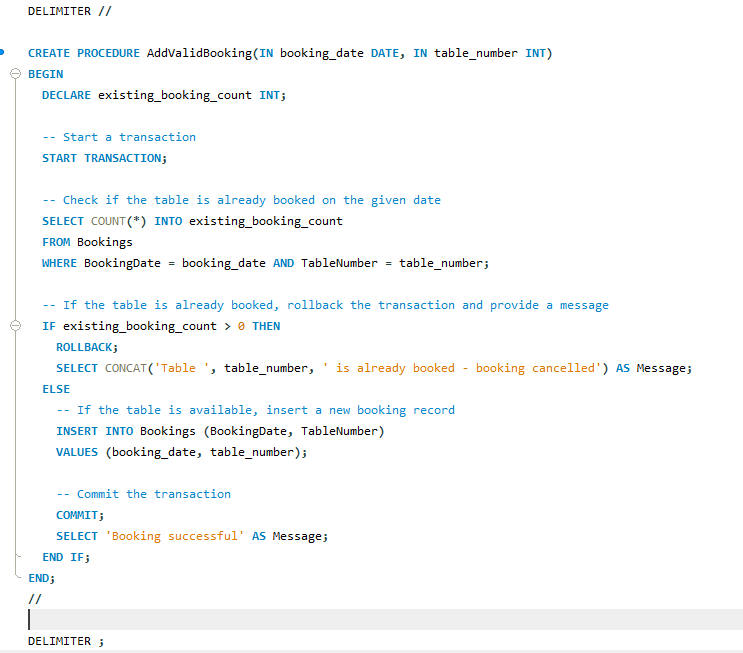 DELIMITER //
CREATE PROCEDURE AddValidBooking(IN booking_date DATE, IN table_number INT)
BEGIN
DECLARE existing_booking_count INT;
-- Start a transaction
START TRANSACTION;
-- Check if the table is already booked on the given date
SELECT COUNT(*) INTO existing_booking_count
FROM Bookings
WHERE BookingDate = booking_date AND TableNumber = table_number;
-- If the table is already booked, rollback the transaction and provide a message
IF existing_booking_count > 0 THEN
ROLLBACK;
SELECT CONCAT('Table ', table_number, ' is already booked - booking cancelled') AS Message;
ELSE
-- If the table is available, insert a new booking record
INSERT INTO Bookings (BookingDate, TableNumber)
VALUES (booking_date, table_number);
-- Commit the transaction
COMMIT;
SELECT 'Booking successful' AS Message;
END IF;
END;
//
DELIMITER ;